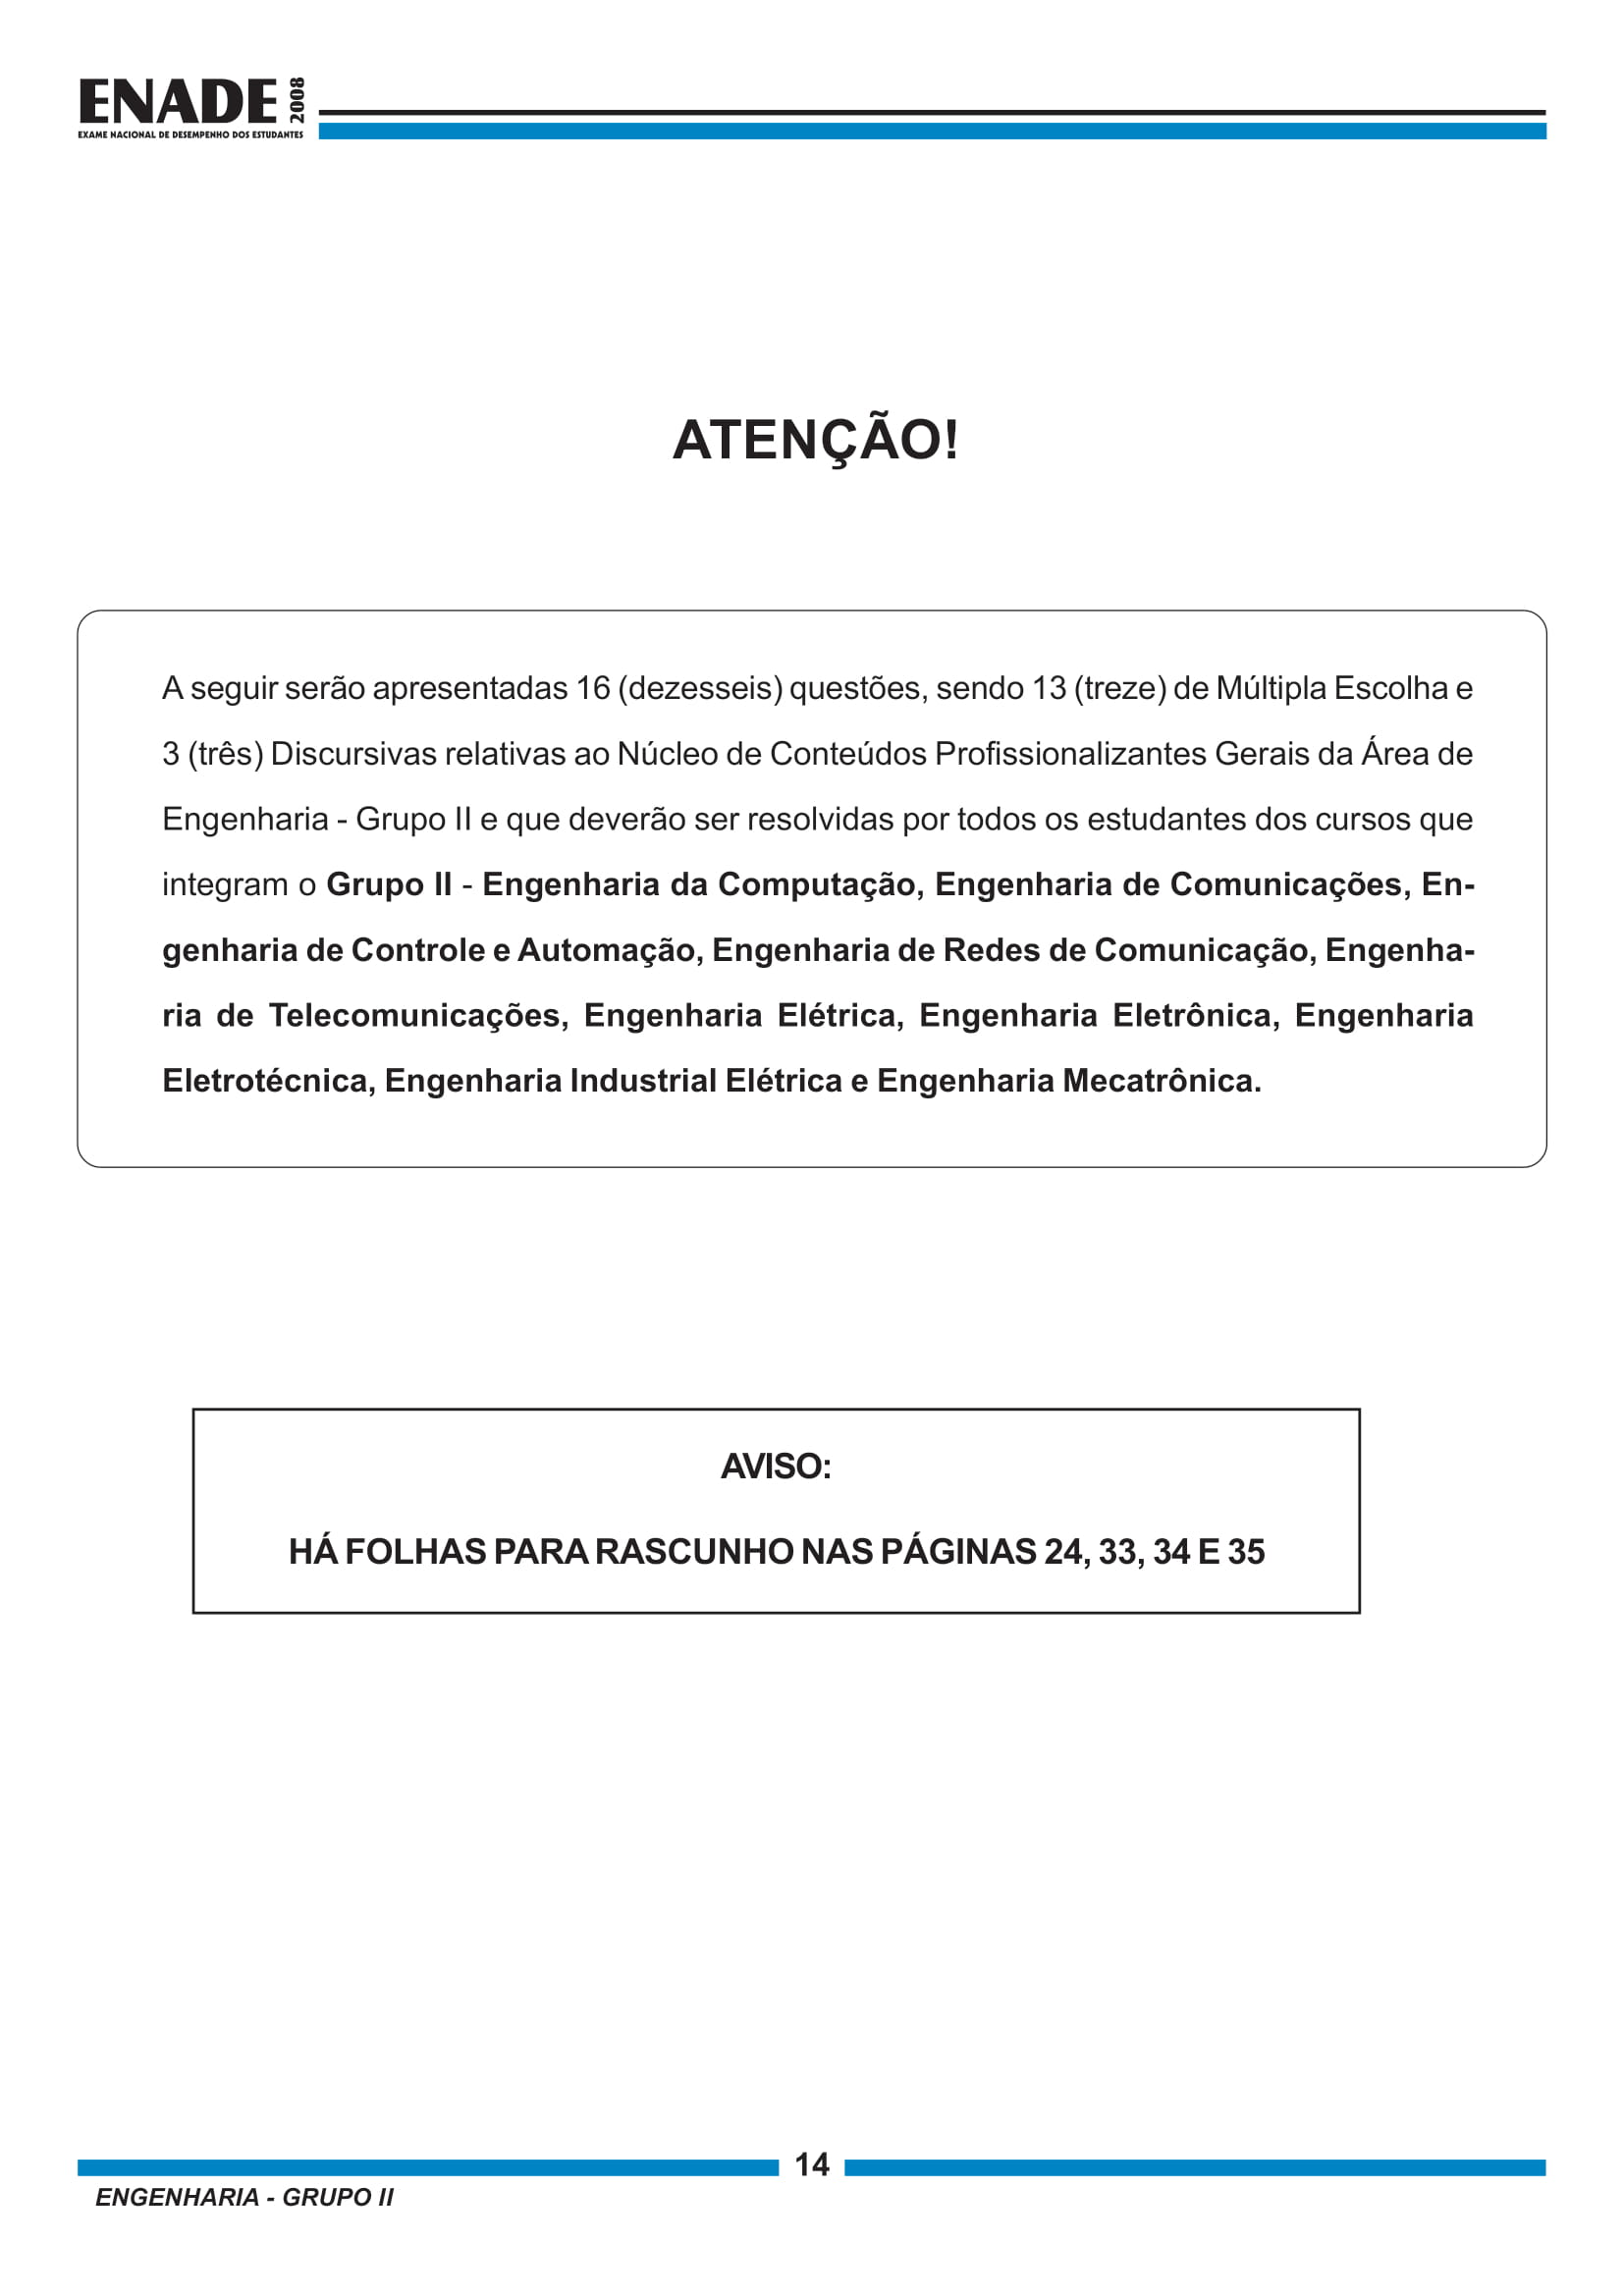 ENADE 2008
EXAME NACIONAL DE DESEMPENHO DOS ESTUDANTES
ATENÇÃO!
A seguir serão apresentadas 16 (dezesseis) questões, sendo 13 (treze) de Múltipla Escolha e
3 (três) Discursivas relativas ao Núcleo de Conteúdos Profissionalizantes Gerais da Área de
Engenharia - Grupo II e que deverão ser resolvidas por todos os estudantes dos cursos que
integram o Grupo II - Engenharia da Computação, Engenharia de Comunicações, En-
genharia de Controle e Automação, Engenharia de Redes de Comunicação, Engenha-
ria de Telecomunicações, Engenharia Elétrica, Engenharia Eletrônica, Engenharia
Eletrotécnica, Engenharia Industrial Elétrica e Engenharia Mecatrônica.
AVISO:
HÁ FOLHAS PARA RASCUNHO NAS PÁGINAS 24, 33, 34 E 35
14
ENGENHARIA - GRUPO II